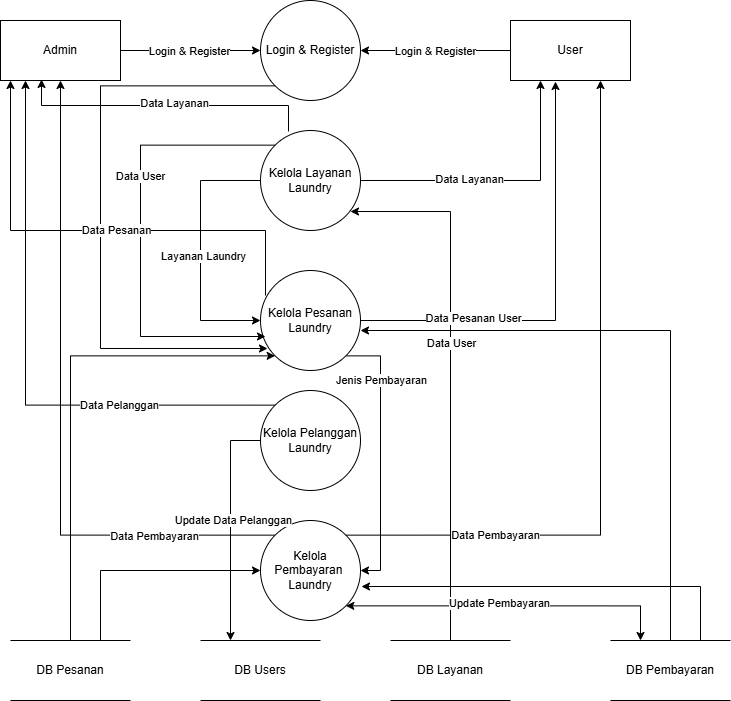 Admin
Login & Register
Login & Register
Login & Register
User
Data Layanan
Data User
Kelola Layanan
Laundry
Data Layanan
Data Pesanan
Layanan Laundry
Kelola Pesanan
Laundry
Data Pesanan User
Data User
Jenis Pembayaran
Data Pelanggan
Kelola Pelanggan
Laundry
Update Data Pelanggan
Data Pembayaran
Data Pembayaran
Kelola
Pembayaran
Laundry
Update Pembayaran
DB Pesanan
DB Users
DB Layanan
DB Pembayaran